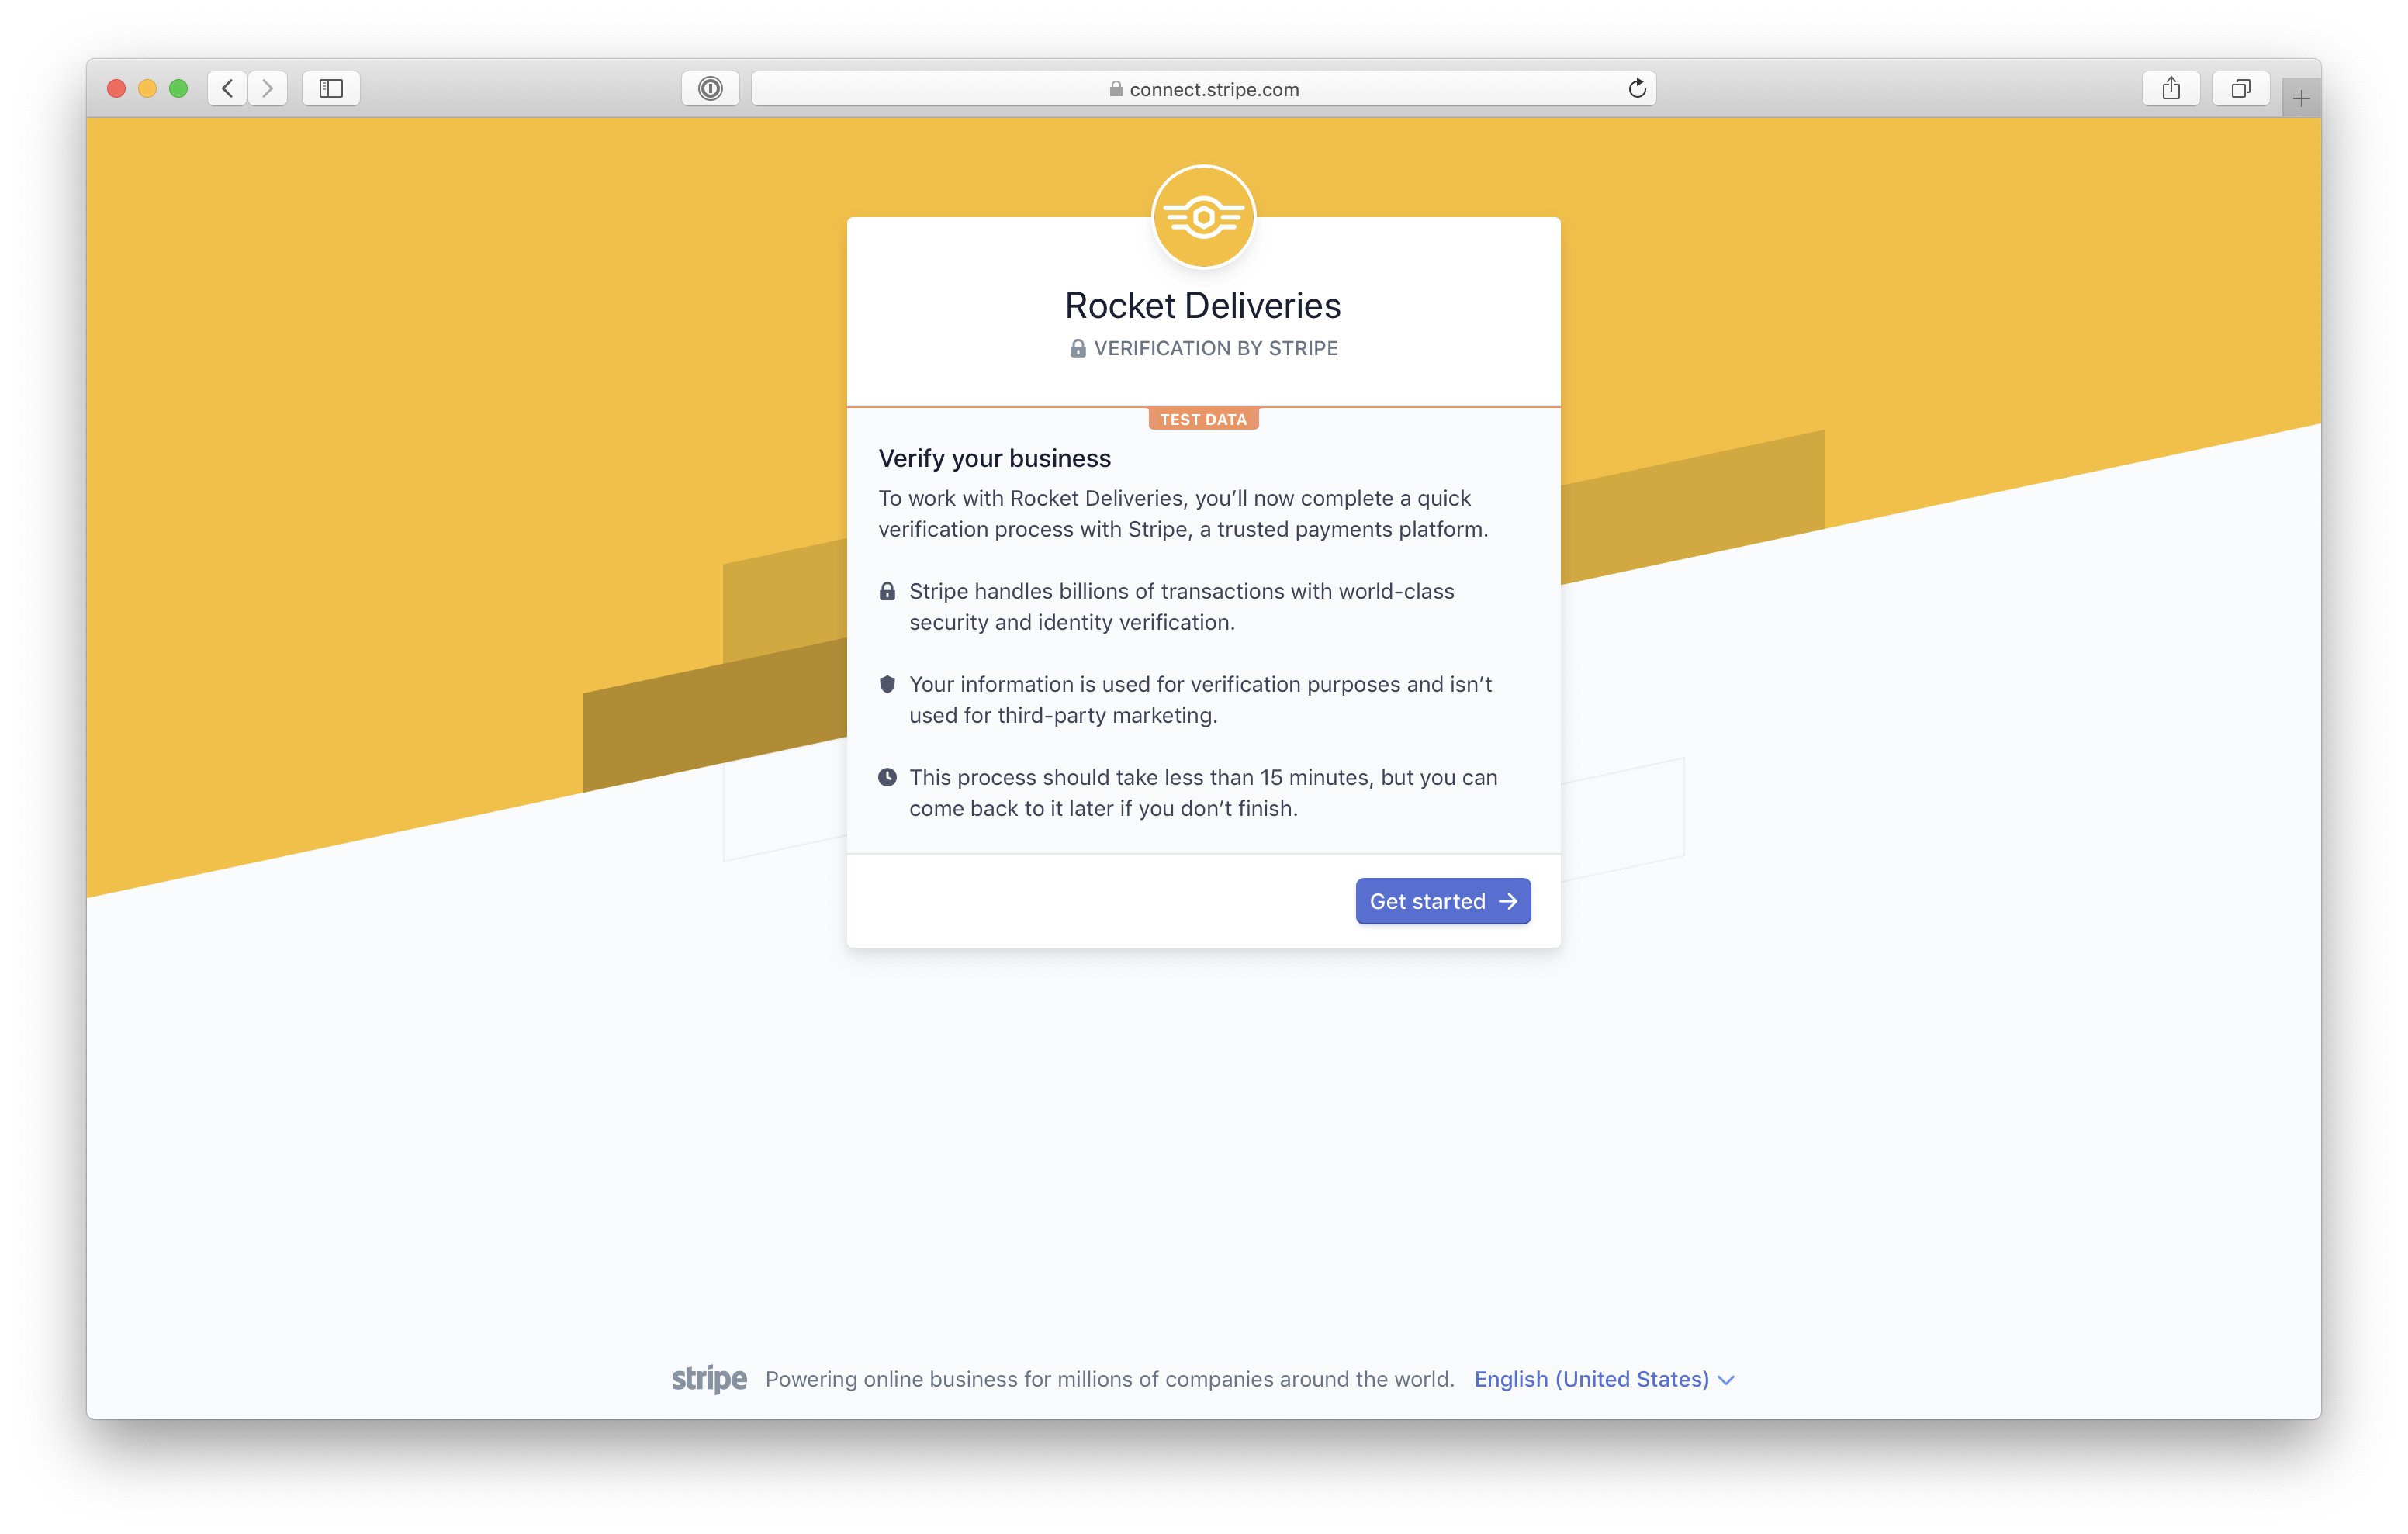 connect.stripe.com
Rocket Deliveries
VERIFICATION BY STRIPE
TEST DATA
Verify your business
To work with Rocket Deliveries, you’ll now complete a quick
verification process with Stripe, a trusted payments platform.
Stripe handles billions of transactions with world-class
security and identity verification.
Your information is used for verification purposes and isn’t
used for third-party marketing.
This process should take less than 15 minutes, but you can
come back to it later if you don’t finish.
Get started
stripe Powering online business for millions of companies around the world. English (United States)